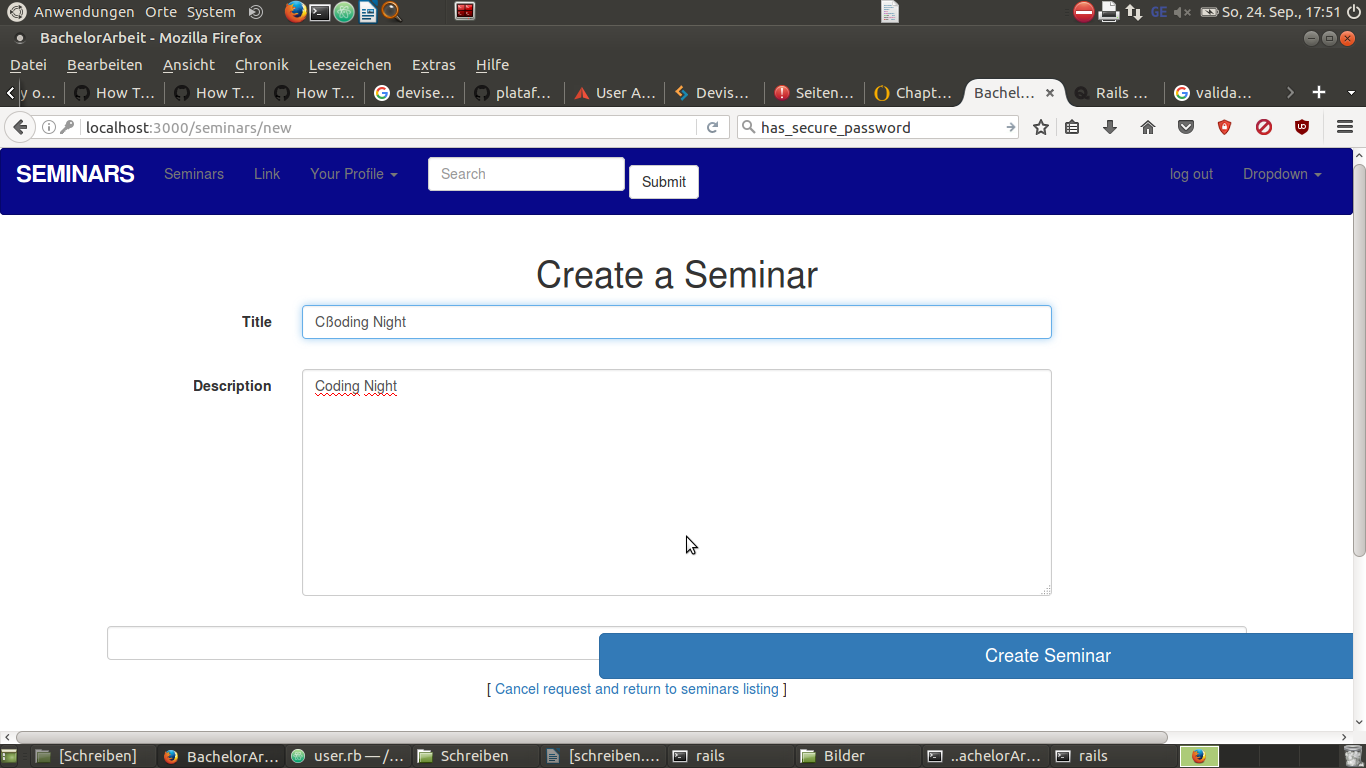 Anwendungen Orte System GE So, 24. Sep., 17:51
BachelorArbeit - Mozilla Firefox
Datei Bearbeiten Ansicht Chronik Lesezeichen Extras Hilfe
y o… How T… How T… How T… devise… plataf… User A… Devis… Seiten… Chapt… Bachel… Rails … valida…
localhost:3000/seminars/new has_secure_password
SEMINARS Seminars Link Your Profile Search Submit log out Dropdown
Create a Seminar
Title Cßoding Night
Description Coding Night
Create Seminar
[ Cancel request and return to seminars listing ]
[Schreiben] BachelorAr… user.rb — /… Schreiben [schreiben.… rails Bilder ..achelorAr… rails